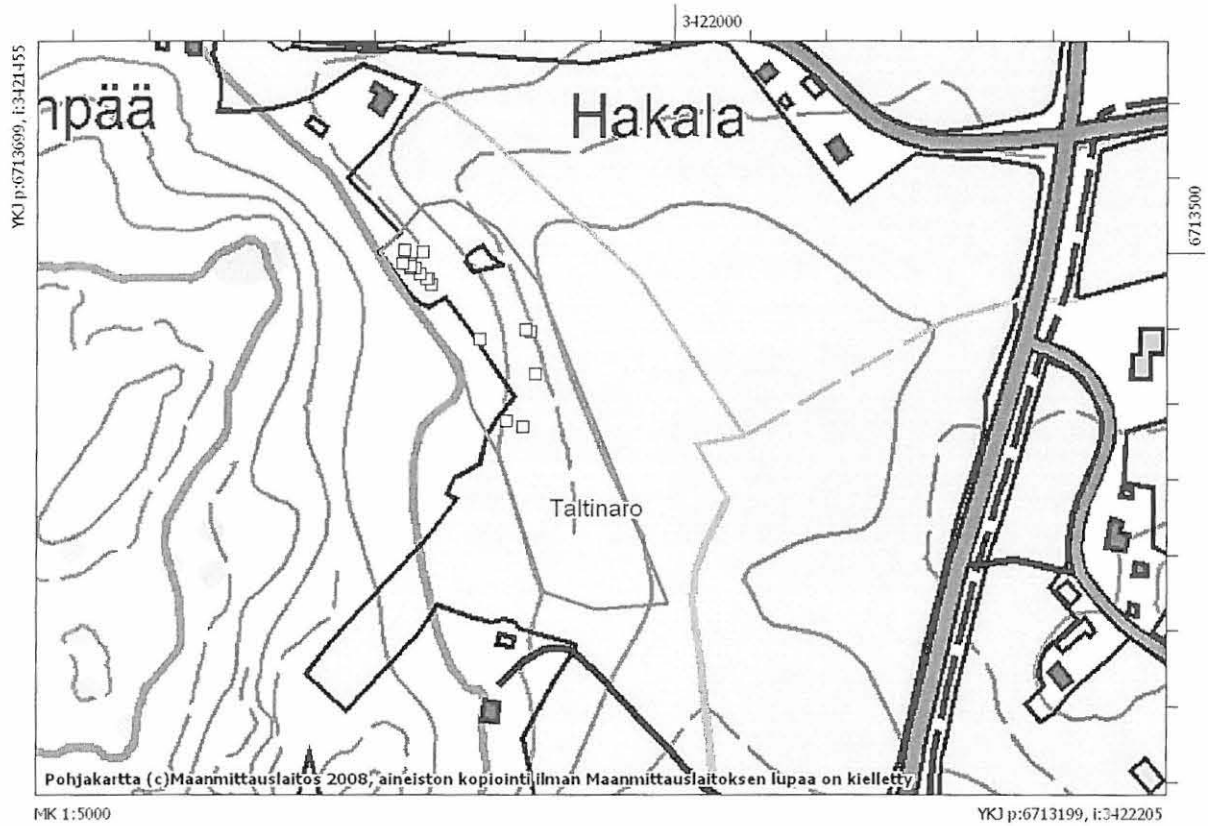 3422000
YKJ p:6713699, i:3421455
npää
Hakala
6713500
Taltinaro
Pohjakartta (c)Maanmittauslaitos 2008, aineiston kopiointi ilman Maanmittauslaitoksen lupaa on kielletty
MK 1:5000
YKJ p:6713199, i:3422205